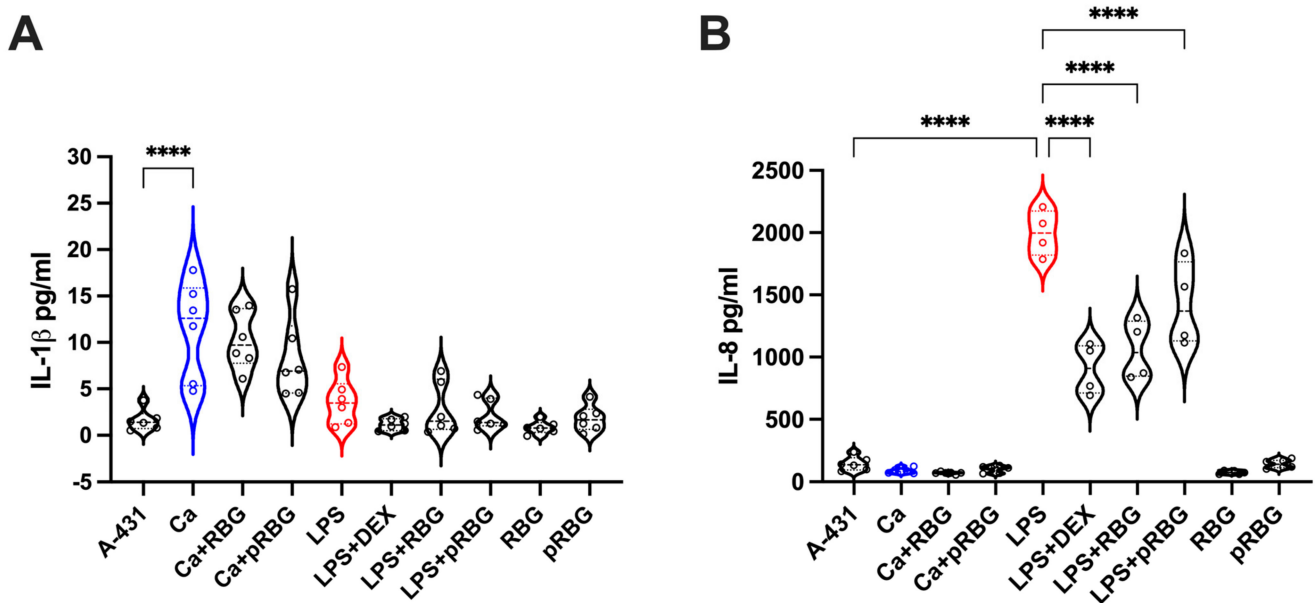 A
B
****
****
****
****
****
30
25
20
15
10
5
0
-5
IL-1β pg/ml
A-431
Ca
Ca+RBG
Ca+pRBG
LPS
LPS+DEX
LPS+RBG
LPS+pRBG
RBG
pRBG
2500
2000
1500
1000
500
0
IL-8 pg/ml
A-431
Ca
Ca+RBG
Ca+pRBG
LPS
LPS+DEX
LPS+RBG
LPS+pRBG
RBG
pRBG